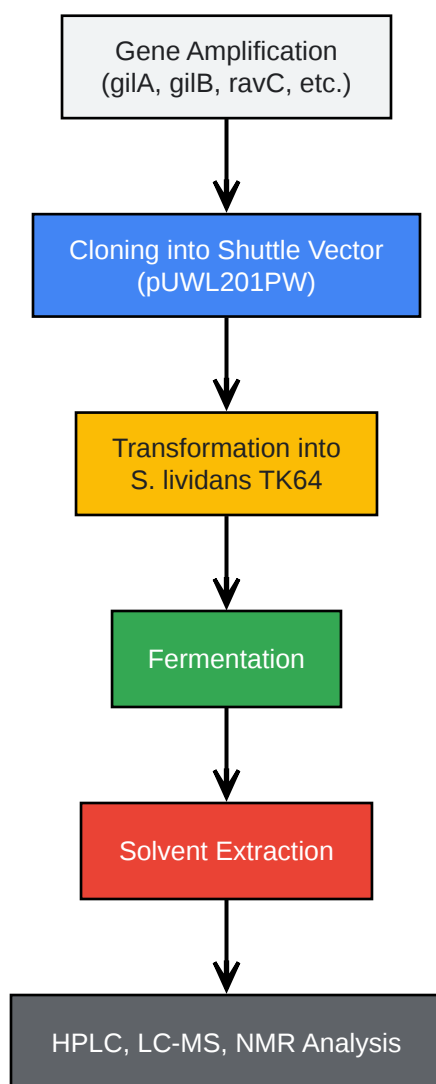 Gene Amplification
(gilA, gilB, ravC, etc.)
Cloning into Shuttle Vector
(pUWL201PW)
Transformation into
S. lividans TK64
Fermentation
Solvent Extraction
HPLC, LC-MS, NMR Analysis